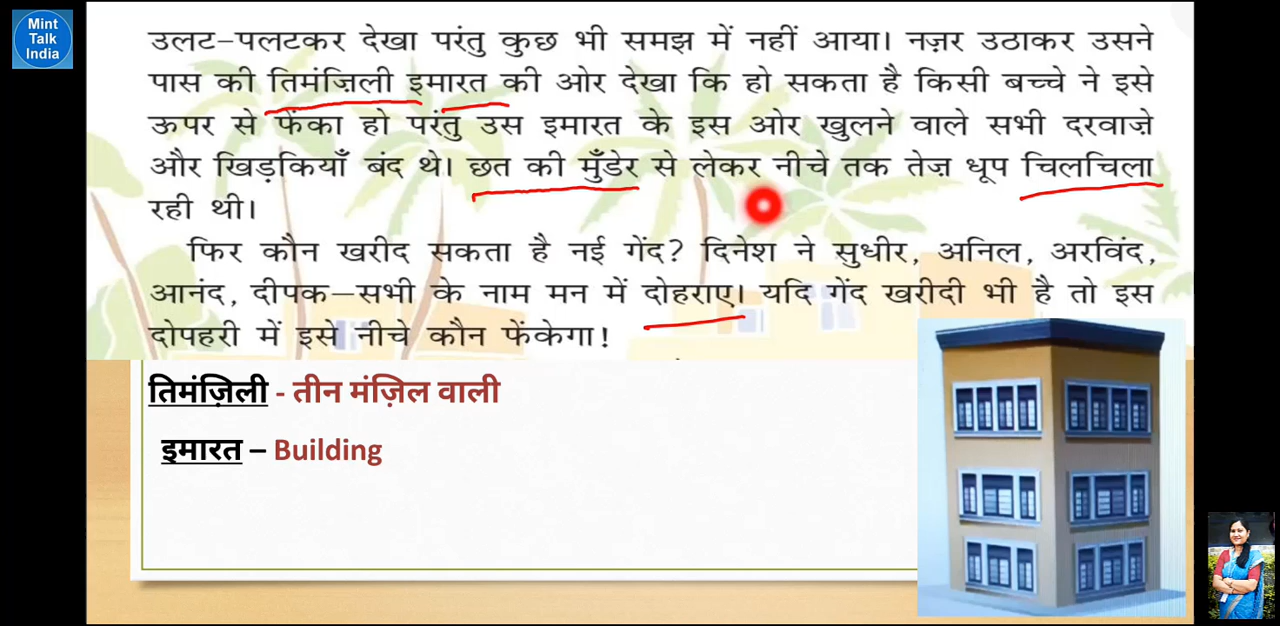 Mint
Talk
India
उलट-पलटकर देखा परंतु कुछ भी समझ में नहीं आया। नज़र उठाकर उसने
पास की तिमंज़िली इमारत की ओर देखा कि हो सकता है किसी बच्चे ने इसे
ऊपर से फेंका हो परंतु उस इमारत के इस ओर खुलने वाले सभी दरवाज़े
और खिड़कियाँ बंद थे। छत की मुँडेर से लेकर नीचे तक तेज़ धूप चिलचिला
रही थी।
फिर कौन खरीद सकता है नई गेंद? दिनेश ने सुधीर, अनिल, अरविंद,
आनंद, दीपक—सभी के नाम मन में दोहराए। यदि गेंद खरीदी भी है तो इस
दोपहरी में इसे नीचे कौन फेंकेगा!
तिमंज़िली - तीन मंज़िल वाली
इमारत – Building